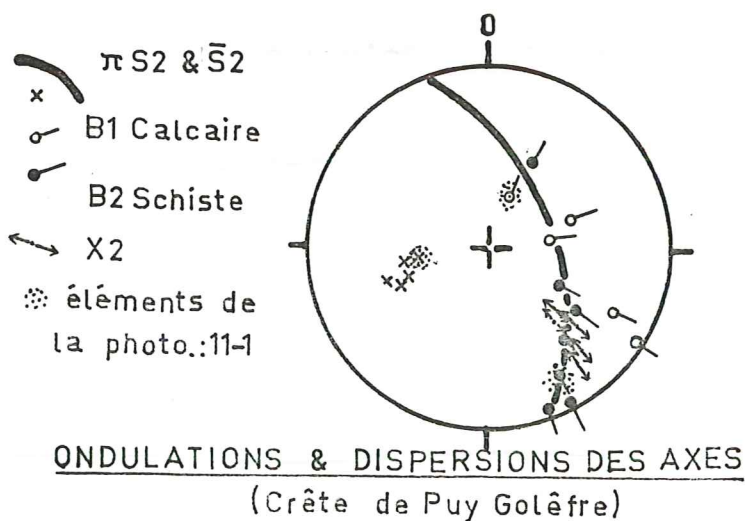 0
π S2 & S̄2
B1 Calcaire
B2 Schiste
X2
éléments de
la photo.:11-1
ONDULATIONS & DISPERSIONS DES AXES
(Crête de Puy Golêfre)